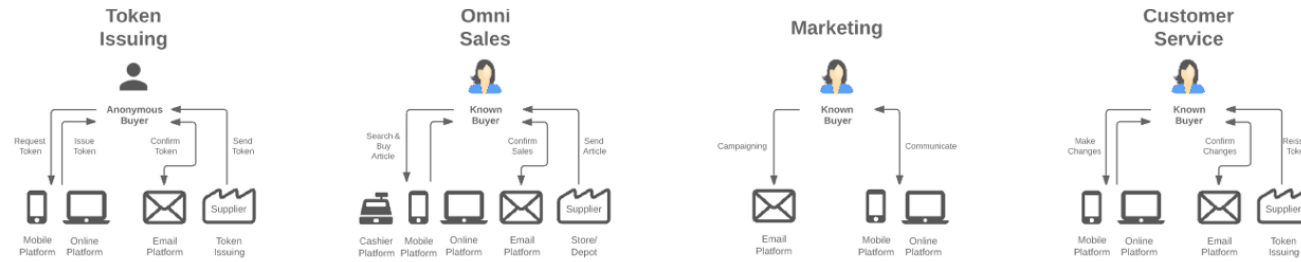 Token
Issuing
Anonymous
Buyer
Request
Token
Issue
Token
Confirm
Token
Send
Token
Supplier
Mobile
Platform
Online
Platform
Email
Platform
Token
Issuing
Omni
Sales
Known
Buyer
Search &
Buy
Article
Confirm
Sales
Send
Article
Supplier
Cashier
Platform
Mobile
Platform
Online
Platform
Email
Platform
Store/
Depot
Marketing
Known
Buyer
Campaigning
Communicate
Email
Platform
Mobile
Platform
Online
Platform
Customer
Service
Known
Buyer
Make
Changes
Confirm
Changes
Supplier
Mobile
Platform
Online
Platform
Email
Platform
Token
Issuing